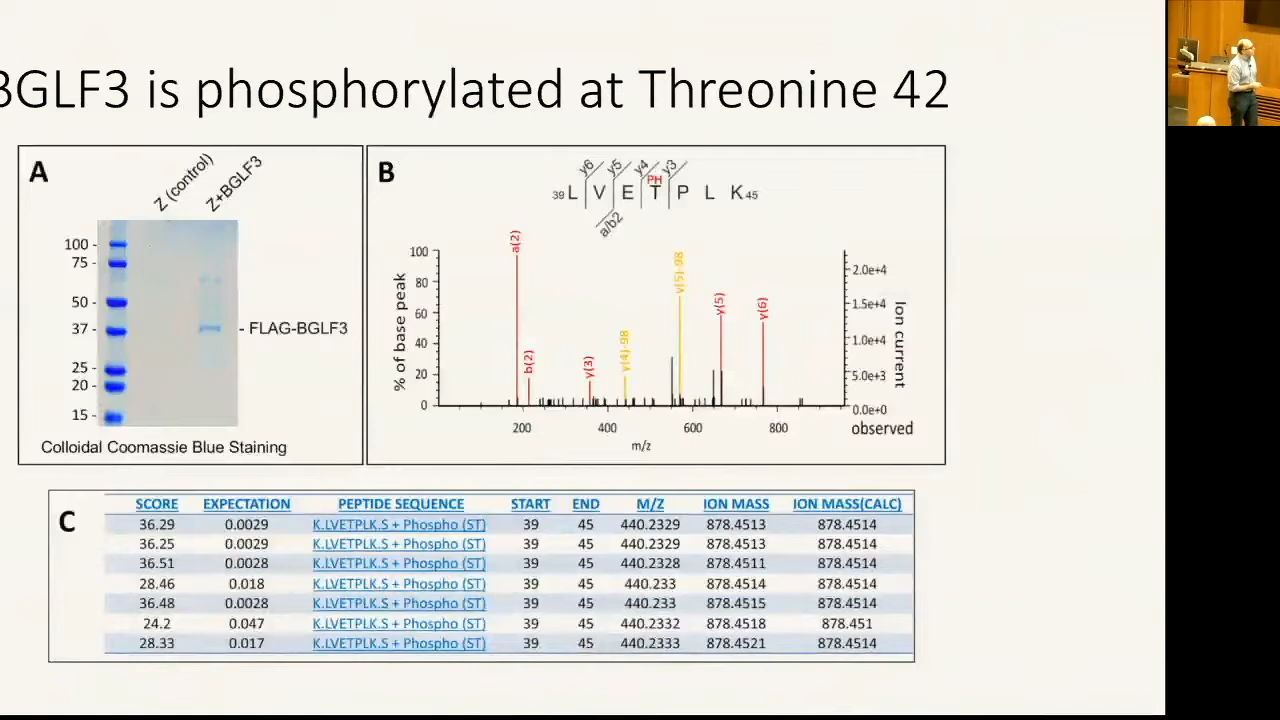 BGLF3 is phosphorylated at Threonine 42
A
Z (control)
Z+BGLF3
100 -
75 -
50 -
37 -
25 -
20 -
15 -
- FLAG-BGLF3
Colloidal Coomassie Blue Staining
B
y6 y5 y4 y3
PH
39 L V E T P L K 45
a/b2
% of base peak
100
80
60
40
20
0
a(2)
b(2)
y(3)
y(4)-98
y(5)-98
y(5)
y(6)
2.0e+4
1.5e+4
1.0e+4
5.0e+3
0.0e+0
Ion current
200 400 600 800
observed
m/z
C
SCORE EXPECTATION PEPTIDE SEQUENCE START END M/Z ION MASS ION MASS(CALC)
36.29 0.0029 K.LVETPLK.S + Phospho (ST) 39 45 440.2329 878.4513 878.4514
36.25 0.0029 K.LVETPLK.S + Phospho (ST) 39 45 440.2329 878.4513 878.4514
36.51 0.0028 K.LVETPLK.S + Phospho (ST) 39 45 440.2328 878.4511 878.4514
28.46 0.018 K.LVETPLK.S + Phospho (ST) 39 45 440.233 878.4514 878.4514
36.48 0.0028 K.LVETPLK.S + Phospho (ST) 39 45 440.233 878.4515 878.4514
24.2 0.047 K.LVETPLK.S + Phospho (ST) 39 45 440.2332 878.4518 878.451
28.33 0.017 K.LVETPLK.S + Phospho (ST) 39 45 440.2333 878.4521 878.4514